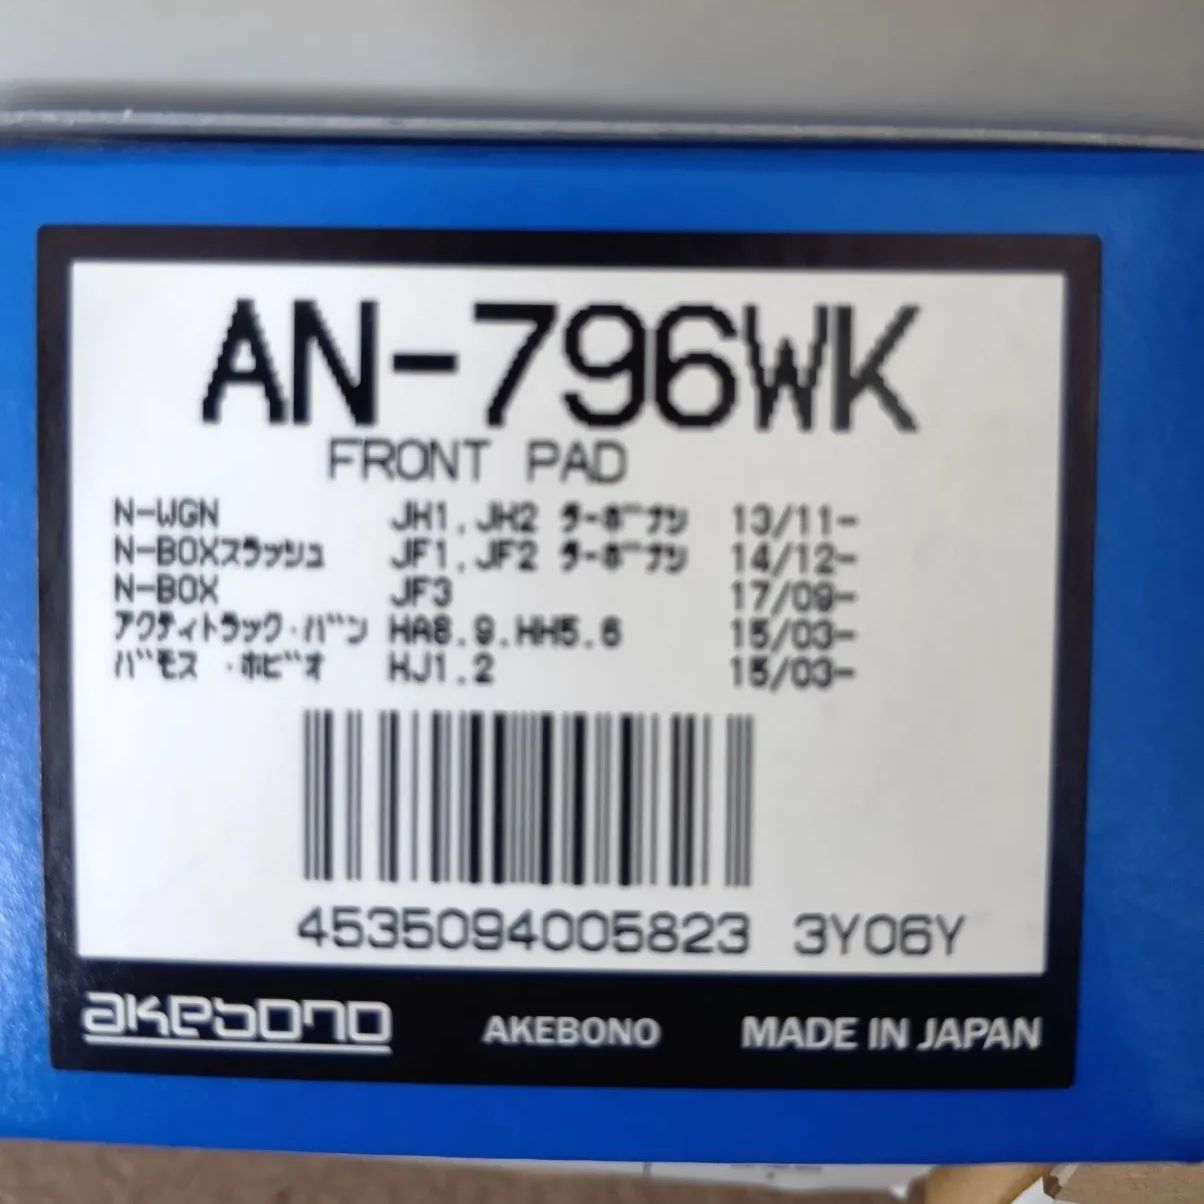 AN-796WK
FRONT PAD
N-WGN JH1.JH2 ターボナシ 13/11-
N-BOXスラッシュ JF1.JF2 ターボナシ 14/12-
N-BOX JF3 17/09-
アクティトラック・バン HA8.9.HH5.6 15/03-
バモス ・ホビオ HJ1.2 15/03-
4535094005823 3Y06Y
akebono AKEBONO MADE IN JAPAN